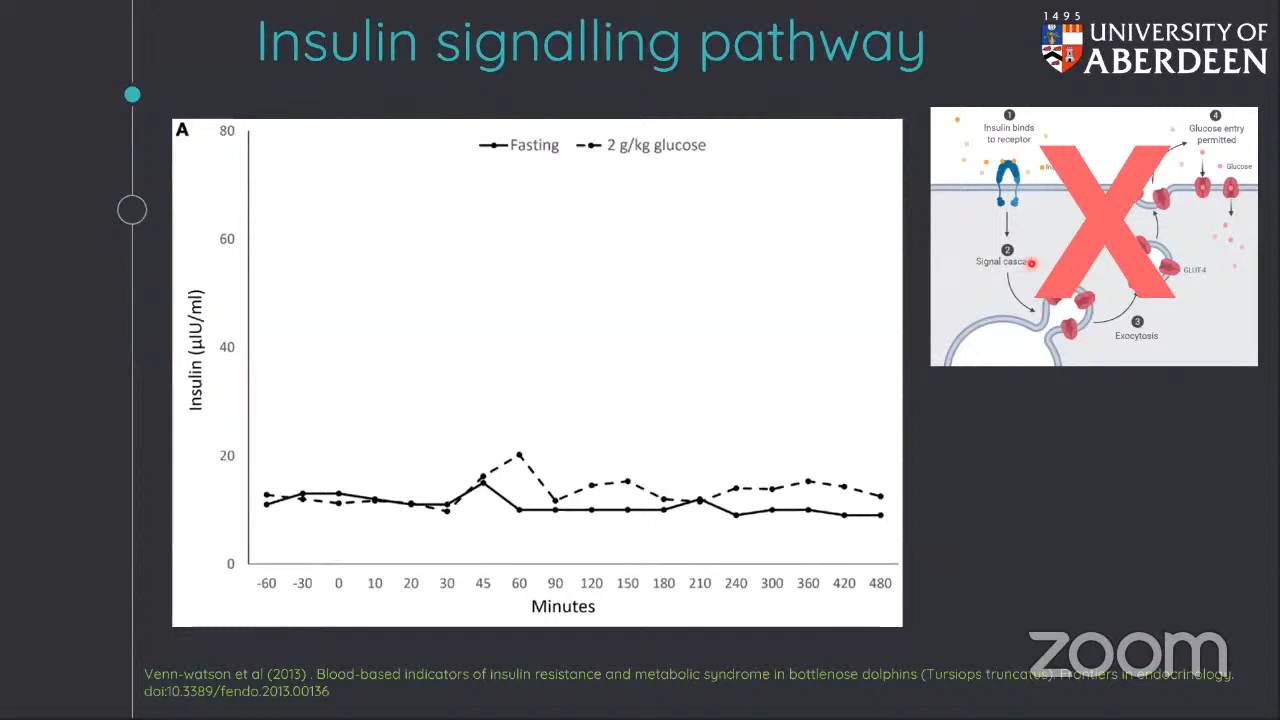 Insulin signalling pathway
1495
UNIVERSITY OF
ABERDEEN
A
80
60
40
20
0
Insulin (µIU/ml)
Fasting
2 g/kg glucose
-60 -30 0 10 20 30 45 60 90 120 150 180 210 240 300 360 420 480
Minutes
1
Insulin binds
to receptor
4
Glucose entry
permitted
Glucose
2
Signal
GLUT-4
3
Exocytosis
zoom
Venn-watson et al (2013) . Blood-based indicators of insulin resistance and metabolic syndrome in bottlenose dolphins (Tursiops truncatus). Frontiers in endocrinology.
doi:10.3389/fendo.2013.00136